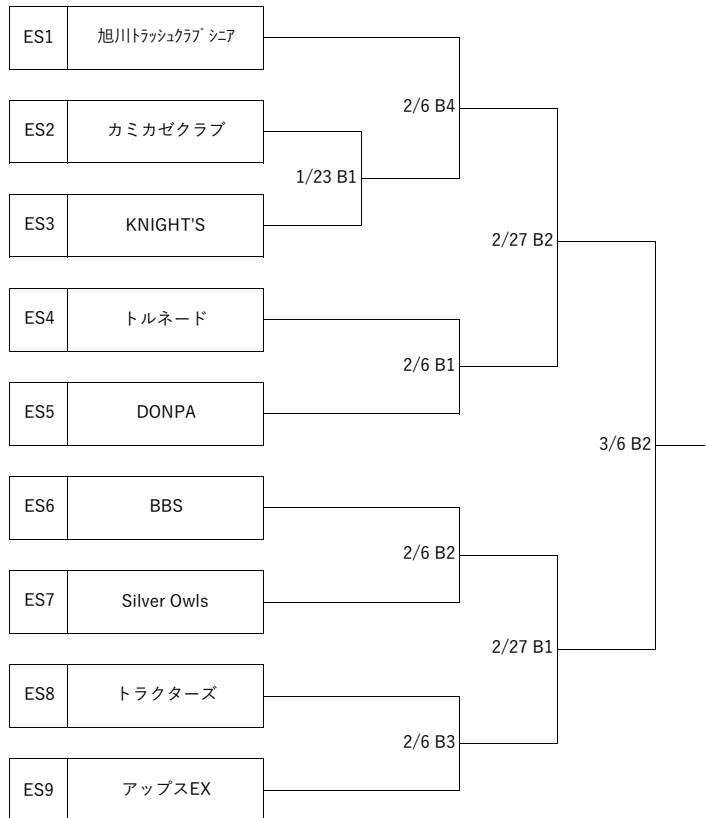 ES1 旭川ﾄﾗｯｼｭｸﾗﾌﾞｼﾆｱ
2/6 B4
ES2 カミカゼクラブ
1/23 B1
ES3 KNIGHT'S
2/27 B2
ES4 トルネード
2/6 B1
ES5 DONPA
3/6 B2
ES6 BBS
2/6 B2
ES7 Silver Owls
2/27 B1
ES8 トラクターズ
2/6 B3
ES9 アップスEX